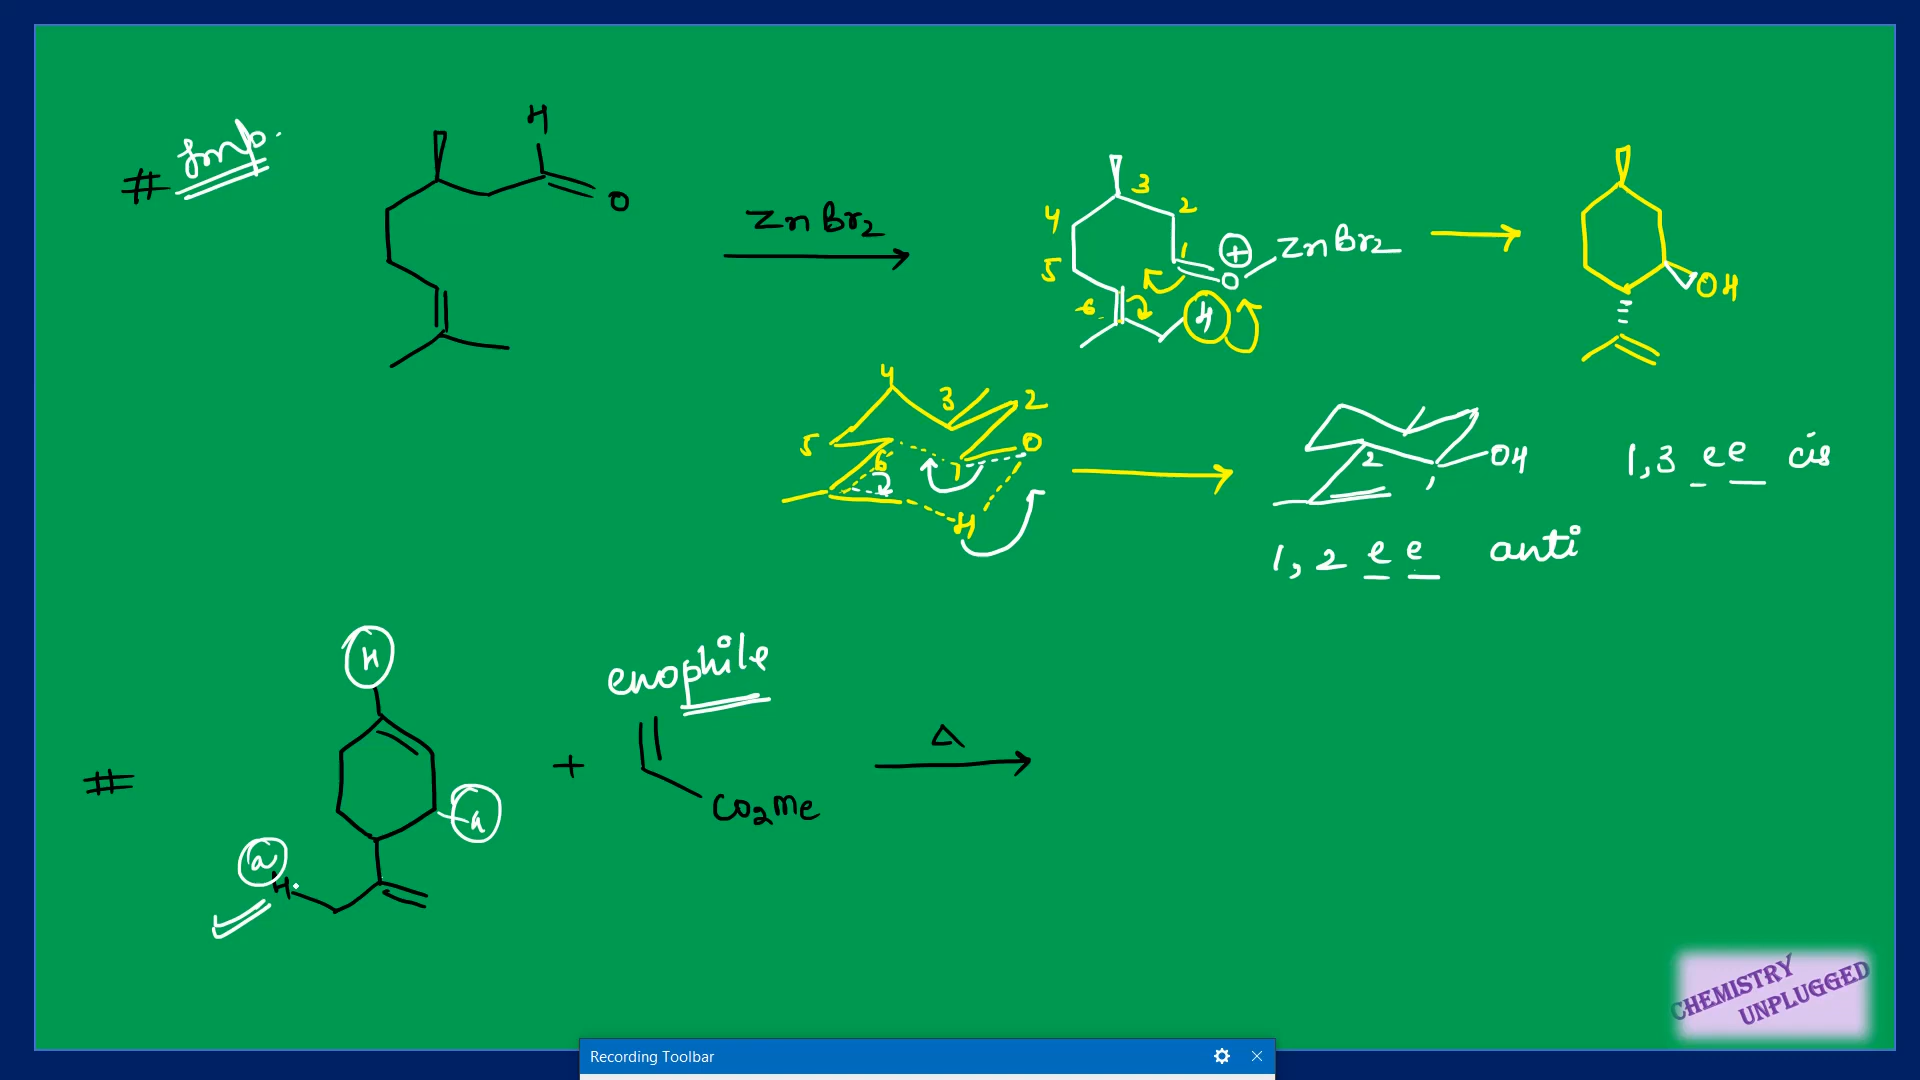 # Imp.
H
O
ZnBr2
3
4
2
5
1
⊕
ZnBr2
O
6
H
OH
4
3
2
5
O
6
1
H
2
OH
1
1,3 ee cis
1,2 ee anti
#
H
H
a
H
+
enophile
CO2Me
Δ
CHEMISTRY
UNPLUGGED
Recording Toolbar